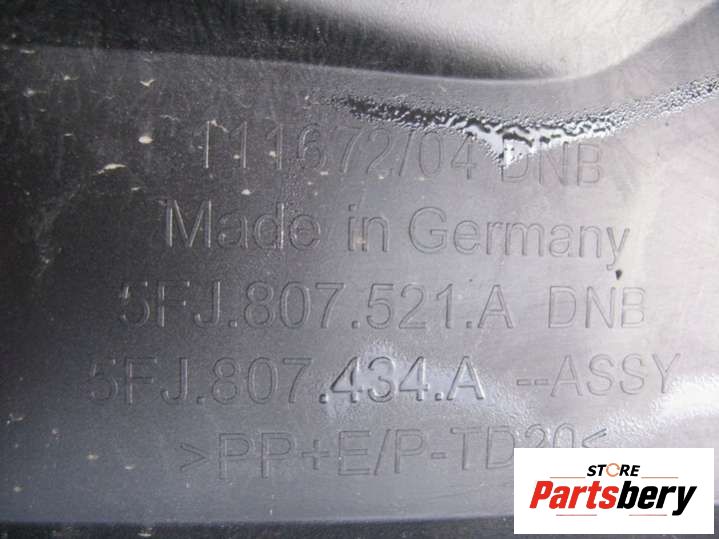 111672/04 DNB
Made in Germany
5FJ.807.521.A DNB
5FJ.807.434.A --ASSY
>PP+E/P-TD20<
STORE
Partsbery